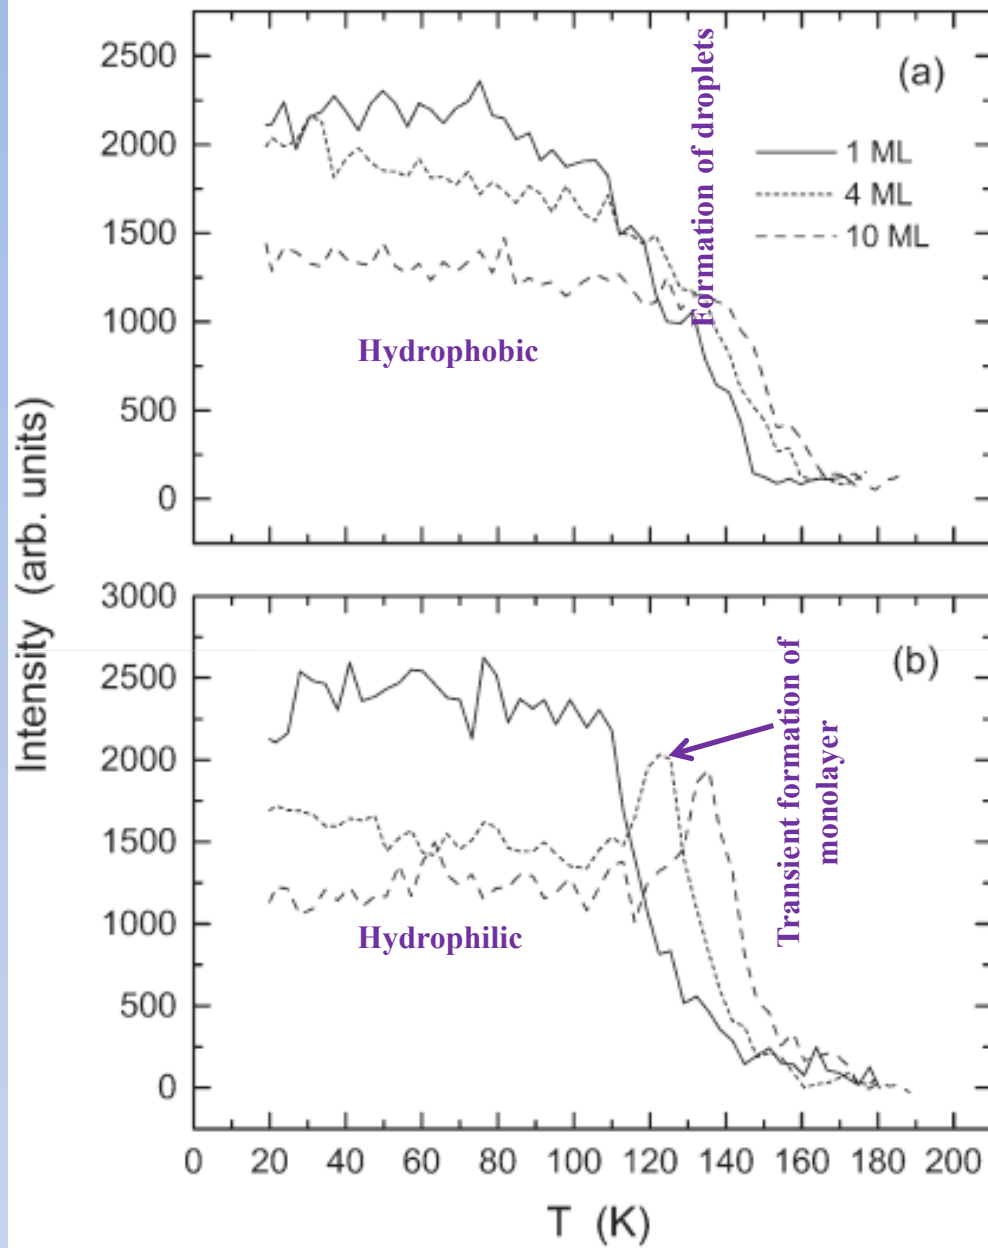 2500
2000
1500
1000
500
0
(a)
1 ML
4 ML
10 ML
Formation of droplets
Hydrophobic
Intensity (arb. units)
3000
2500
2000
1500
1000
500
0
(b)
Transient formation of
monolayer
Hydrophilic
0 20 40 60 80 100 120 140 160 180 200
T (K)